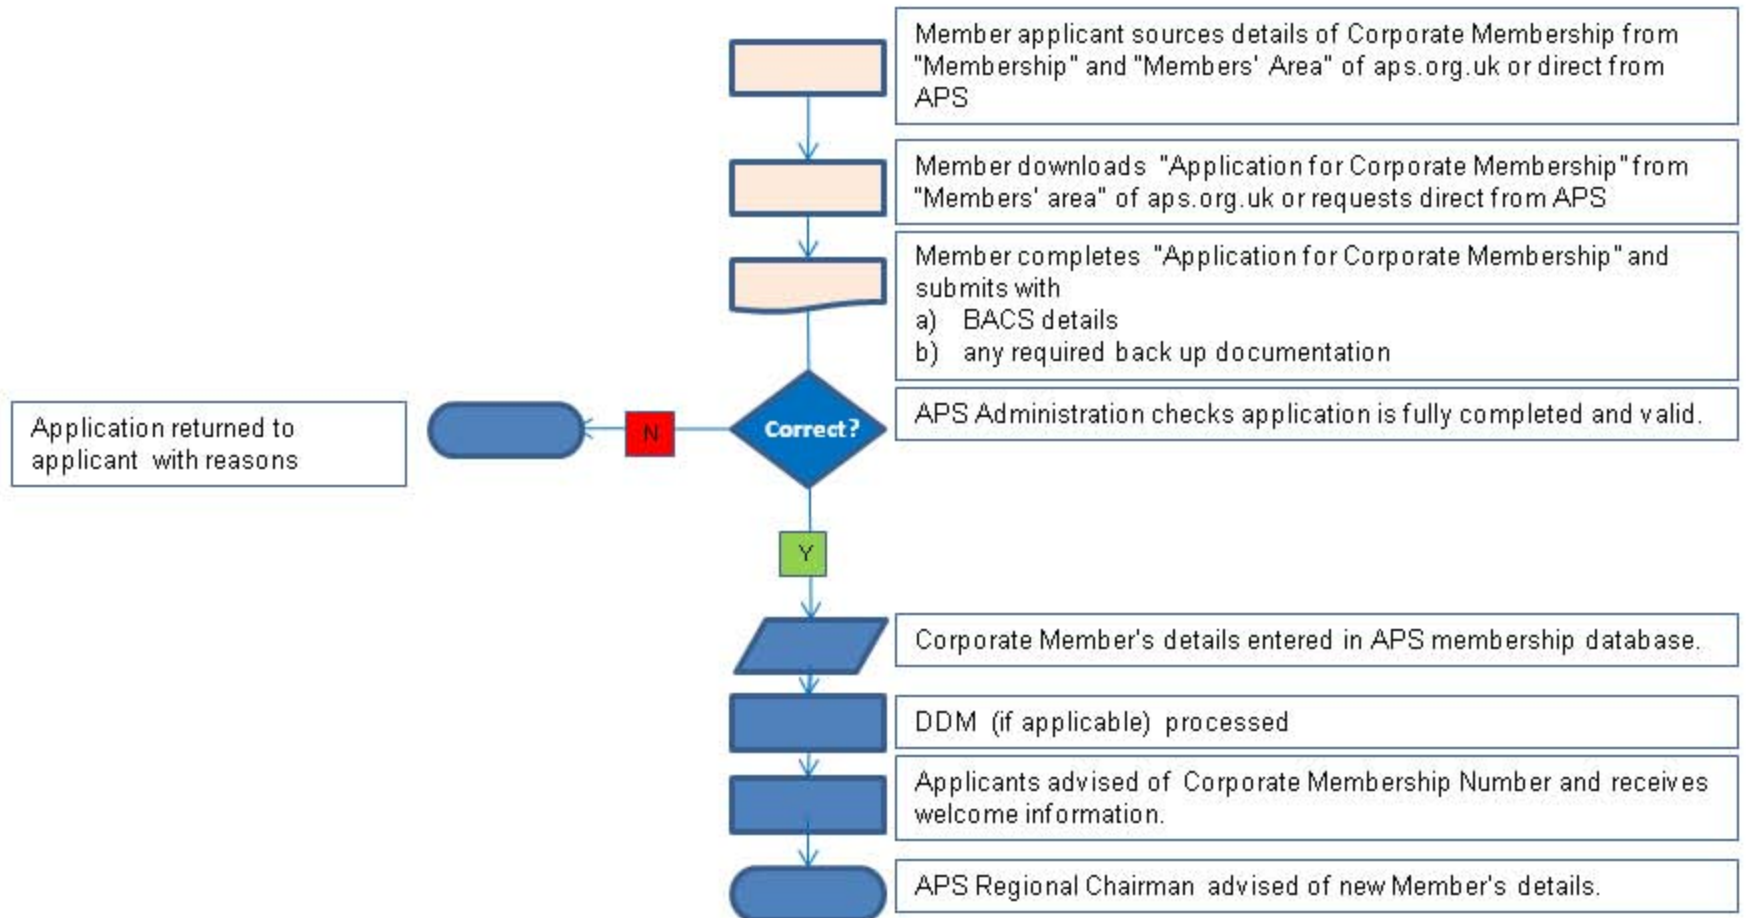 Member applicant sources details of Corporate Membership from
"Membership" and "Members' Area" of aps.org.uk or direct from
APS
Member downloads "Application for Corporate Membership" from
"Members' area" of aps.org.uk or requests direct from APS
Member completes "Application for Corporate Membership" and
submits with
a) BACS details
b) any required back up documentation
Application returned to
applicant with reasons
N
Correct?
APS Administration checks application is fully completed and valid.
Y
Corporate Member's details entered in APS membership database.
DDM (if applicable) processed
Applicants advised of Corporate Membership Number and receives
welcome information.
APS Regional Chairman advised of new Member's details.